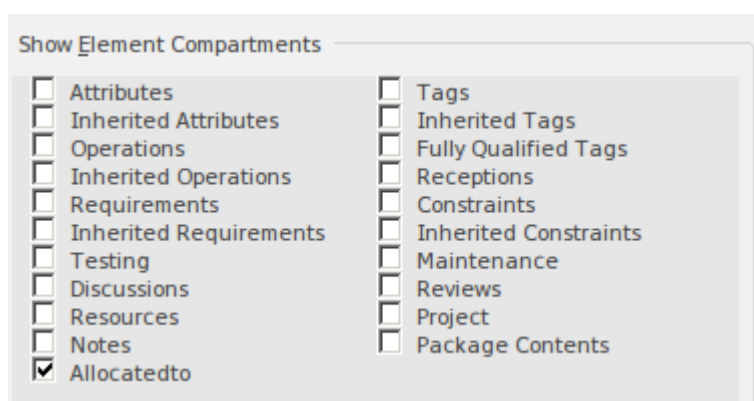 Show Element Compartments
Attributes
Inherited Attributes
Operations
Inherited Operations
Requirements
Inherited Requirements
Testing
Discussions
Resources
Notes
Allocatedto
Tags
Inherited Tags
Fully Qualified Tags
Receptions
Constraints
Inherited Constraints
Maintenance
Reviews
Project
Package Contents